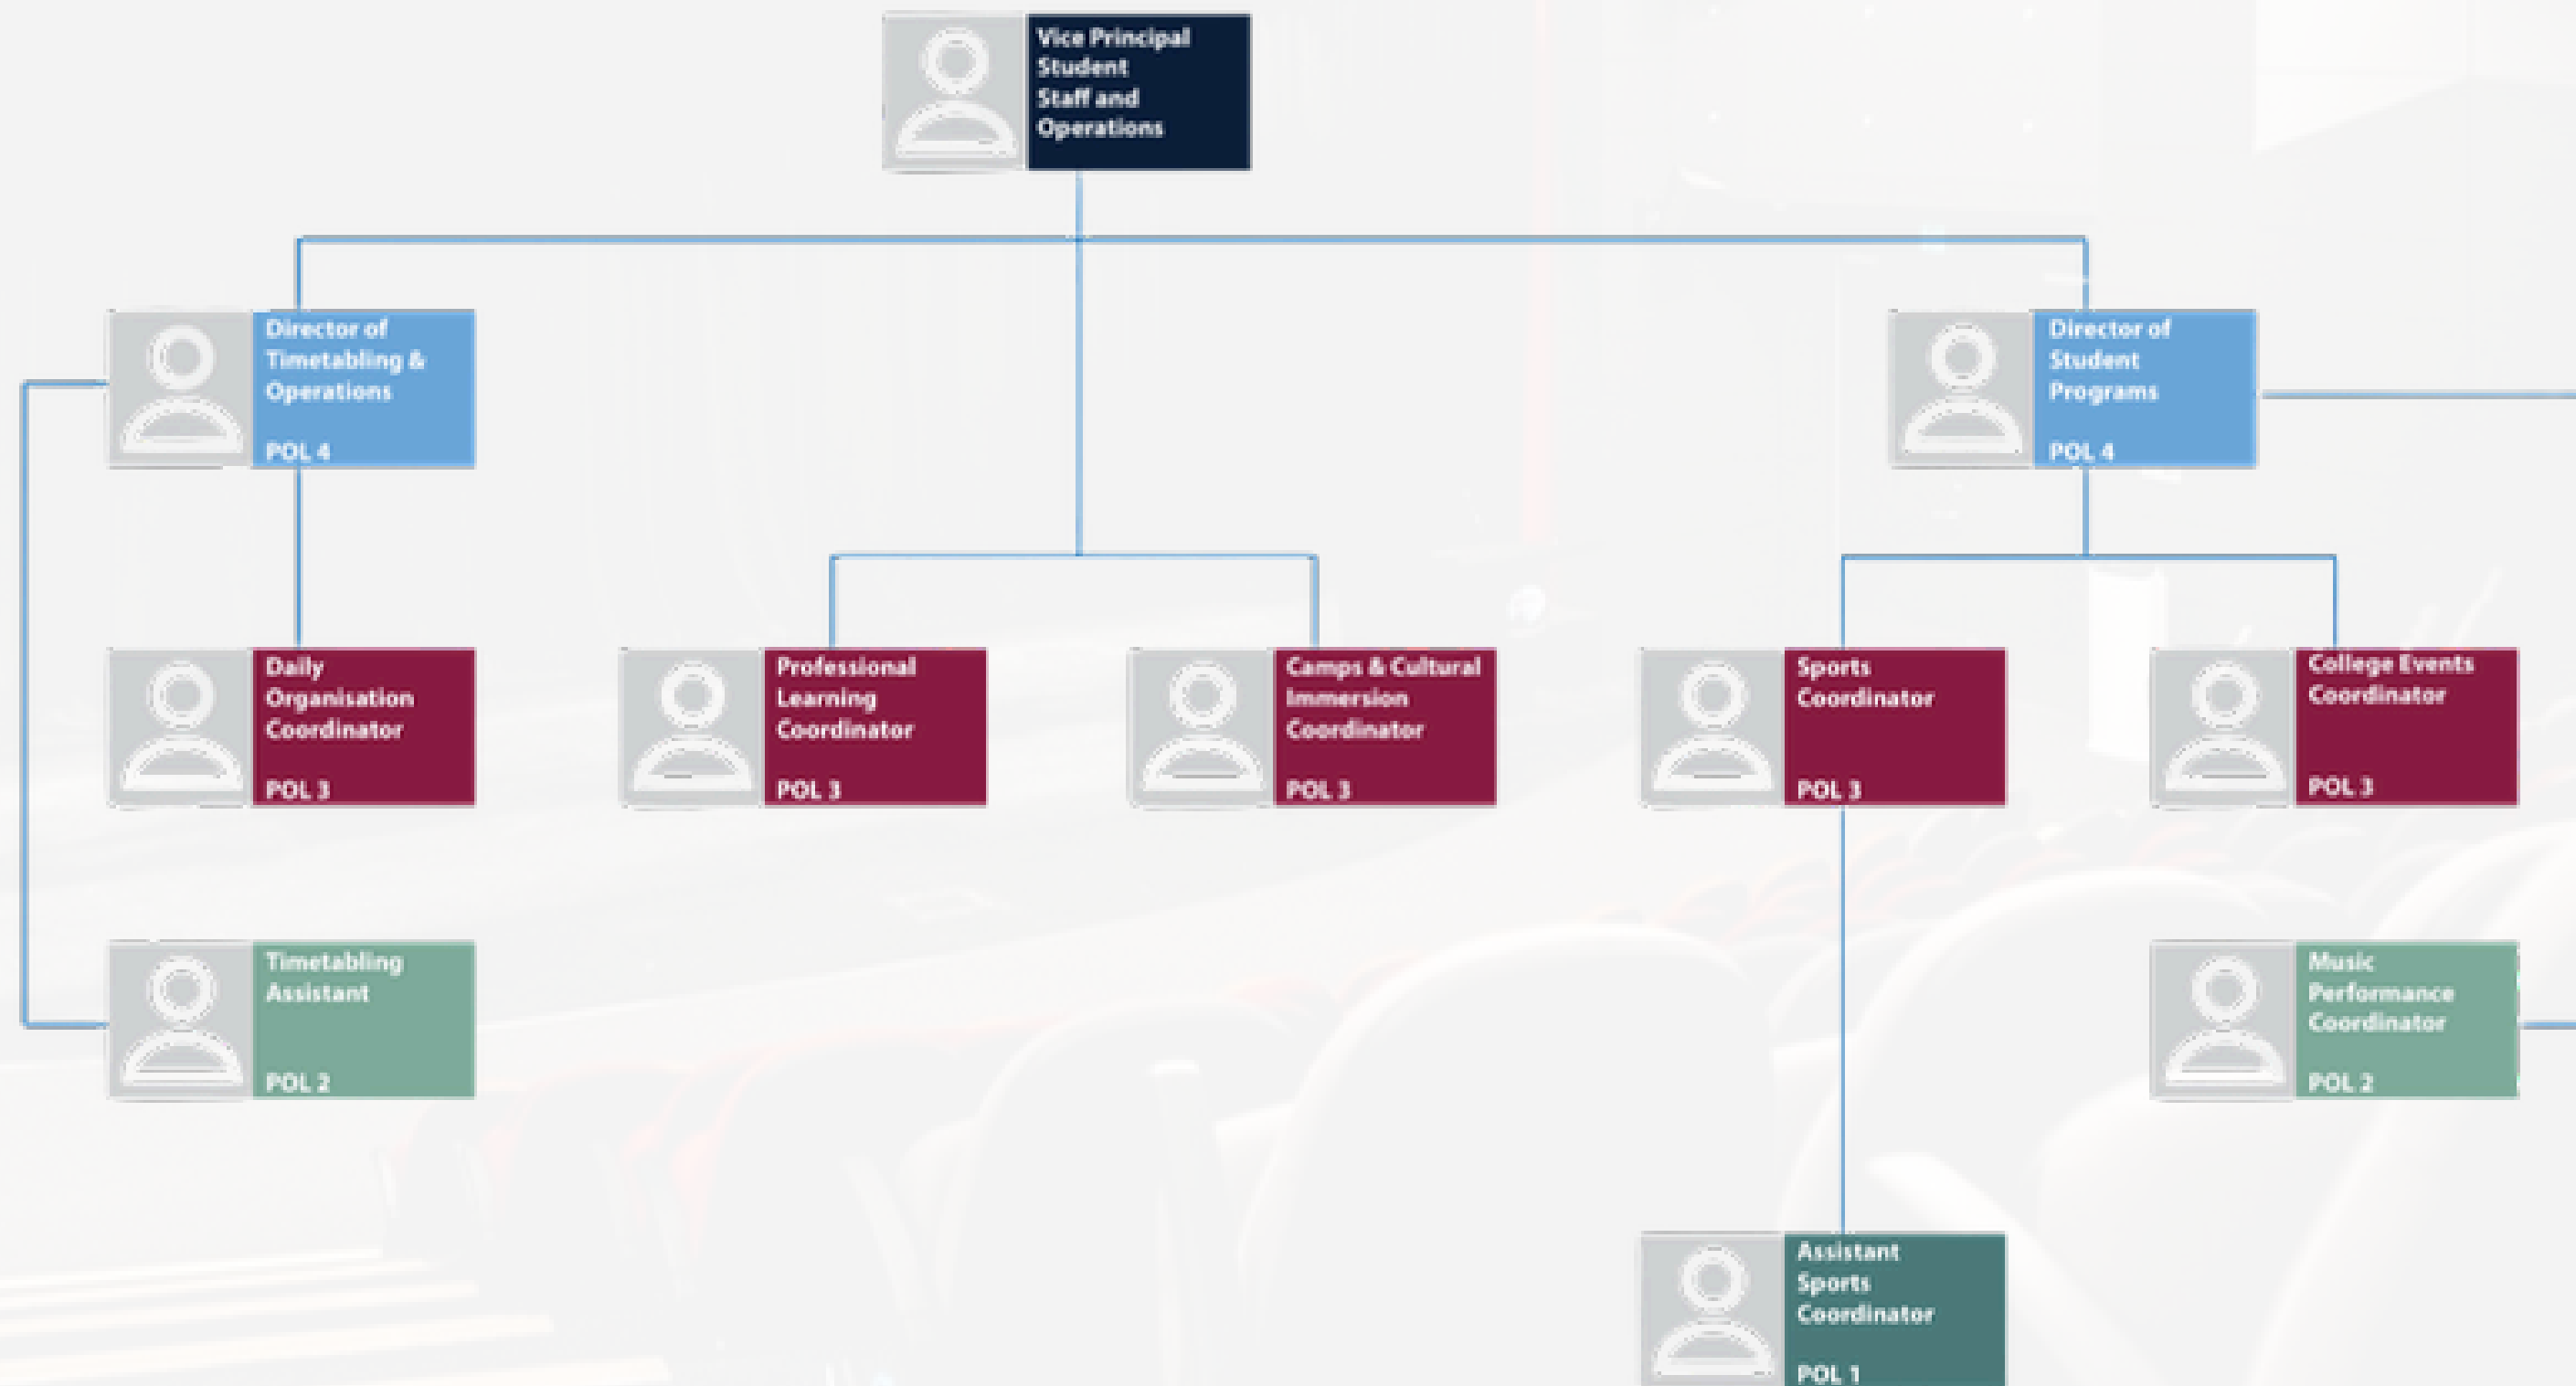 Vice Principal
Student
Staff and
Operations
Director of
Timetabling &
Operations
POL 4
Director of
Student
Programs
POL 4
Daily
Organisation
Coordinator
POL 3
Professional
Learning
Coordinator
POL 3
Camps & Cultural
Immersion
Coordinator
POL 3
Sports
Coordinator
POL 3
College Events
Coordinator
POL 3
Timetabling
Assistant
POL 2
Music
Performance
Coordinator
POL 2
Assistant
Sports
Coordinator
POL 1